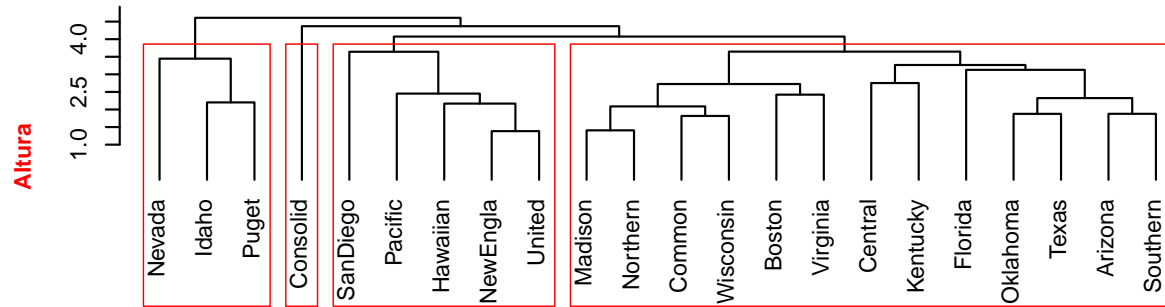 Altura
1.0
2.5
4.0
Nevada
Idaho
Puget
Consolid
SanDiego
Pacific
Hawaiian
NewEngla
United
Madison
Northern
Common
Wisconsin
Boston
Virginia
Central
Kentucky
Florida
Oklahoma
Texas
Arizona
Southern